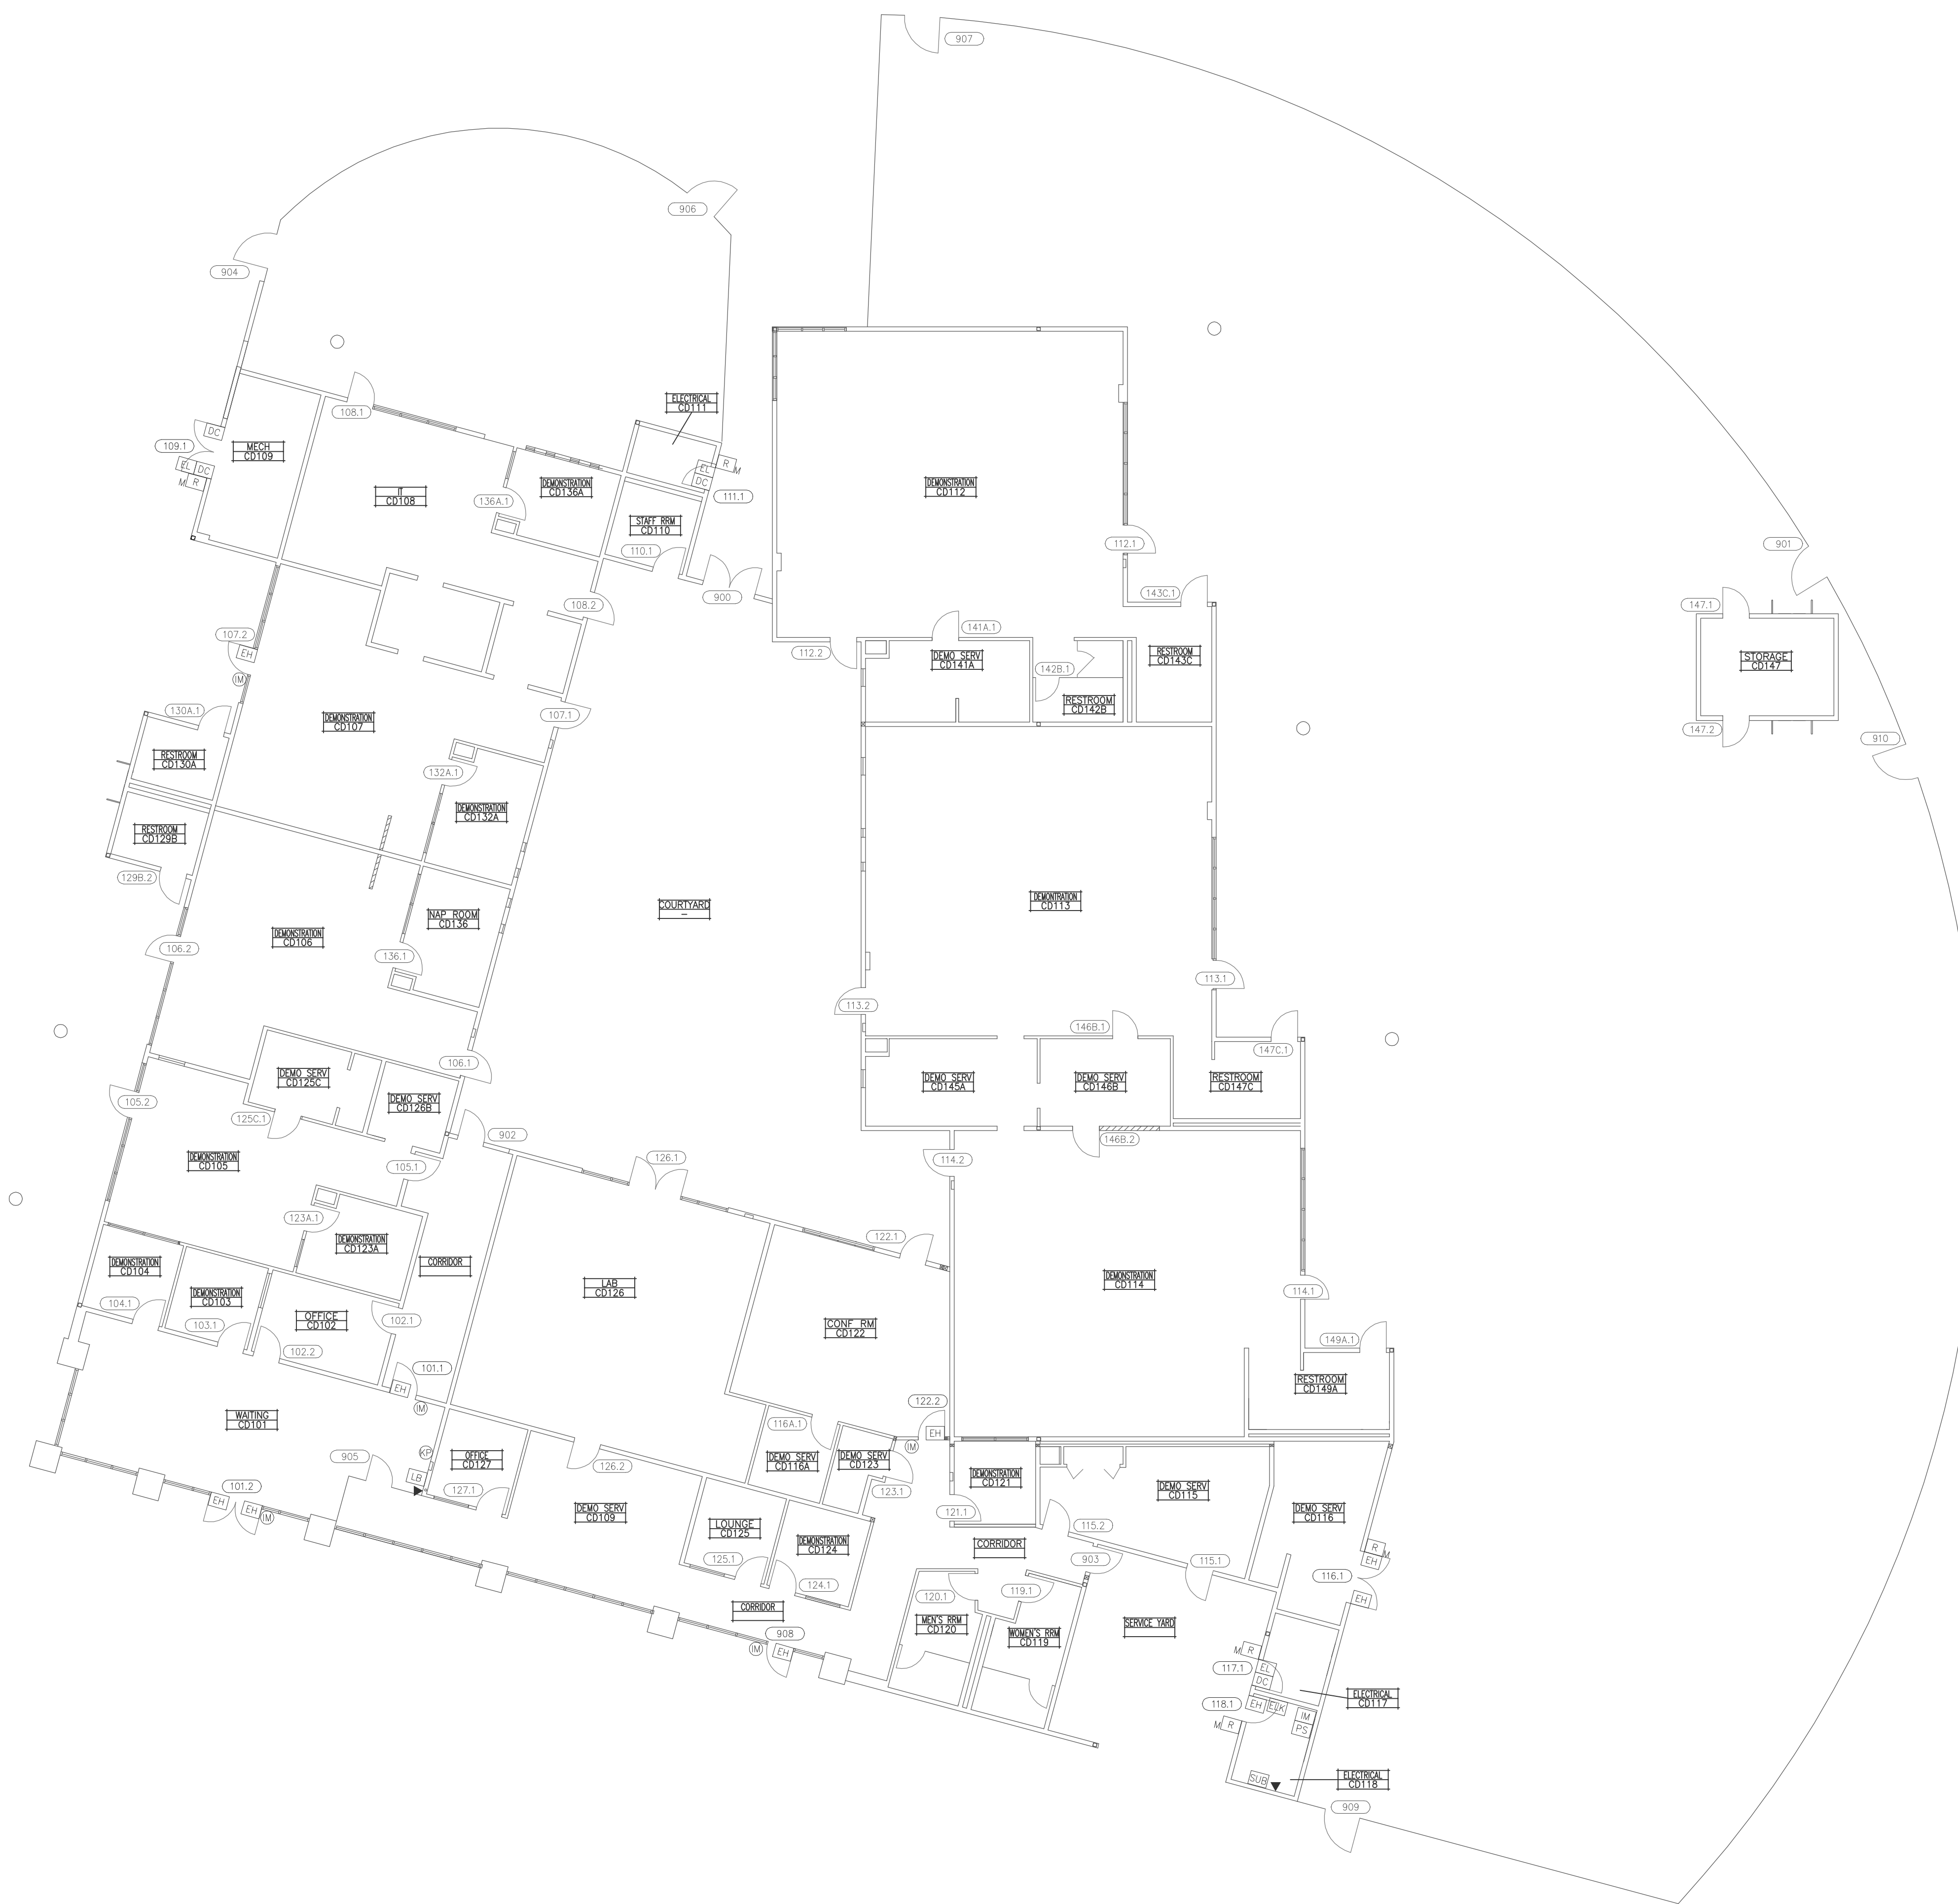 907
906
904
ELECTRICAL
CD111
108.1
DC
109.1
MECH
CD109
EL
DC
M
R
R
M
EL
DC
111.1
IT
CD108
136A.1
DEMONSTRATION
CD136A
STAFF RRM
CD110
110.1
900
108.2
DEMONSTRATION
CD112
112.1
143C.1
901
147.1
STORAGE
CD147
147.2
910
107.2
EH
IM
112.2
141A.1
DEMO SERV
CD141A
142B.1
RESTROOM
CD142B
RESTROOM
CD143C
130A.1
RESTROOM
CD130A
DEMONSTRATION
CD107
107.1
132A.1
DEMONSTRATION
CD132A
RESTROOM
CD129B
129B.2
COURTYARD
-
DEMONTRATION
CD113
NAP ROOM
CD136
DEMONSTRATION
CD106
106.2
136.1
113.1
113.2
146B.1
147C.1
106.1
DEMO SERV
CD125C
DEMO SERV
CD126B
105.2
125C.1
DEMO SERV
CD145A
DEMO SERV
CD146B
RESTROOM
CD147C
902
146B.2
126.1
114.2
DEMONSTRATION
CD105
105.1
123A.1
DEMONSTRATION
CD123A
122.1
CORRIDOR
DEMONSTRATION
CD104
LAB
CD126
DEMONSTRATION
CD114
114.1
104.1
DEMONSTRATION
CD103
103.1
OFFICE
CD102
102.1
102.2
CONF RM
CD122
149A.1
101.1
EH
IM
RESTROOM
CD149A
WAITING
CD101
116A.1
122.2
EH
IM
905
KP
LB
OFFICE
CD127
127.1
126.2
DEMO SERV
CD116A
DEMO SERV
CD123
123.1
DEMONSTRATION
CD121
121.1
DEMO SERV
CD115
115.2
101.2
EH
EH
IM
DEMO SERV
CD109
LOUNGE
CD125
125.1
DEMONSTRATION
CD124
124.1
CORRIDOR
903
115.1
DEMO SERV
CD116
R
M
EH
116.1
EH
CORRIDOR
908
IM
EH
120.1
MEN'S RRM
CD120
119.1
WOMEN'S RRM
CD119
SERVICE YARD
M
R
117.1
EL
DC
ELECTRICAL
CD117
118.1
EH
ELK
IM
PS
M
R
SUB
ELECTRICAL
CD118
909